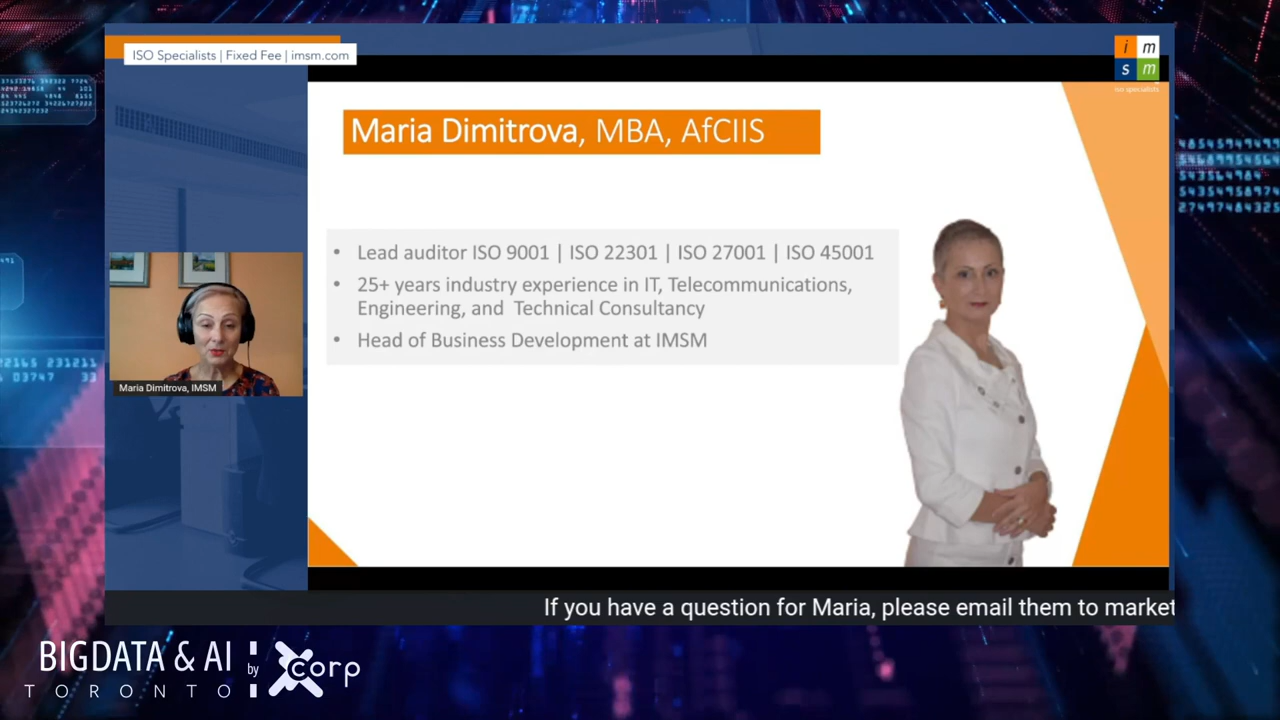 ISO Specialists | Fixed Fee | imsm.com
i m
s m
iso specialists
Maria Dimitrova, MBA, AfCIIS
• Lead auditor ISO 9001 | ISO 22301 | ISO 27001 | ISO 45001
• 25+ years industry experience in IT, Telecommunications,
Engineering, and Technical Consultancy
• Head of Business Development at IMSM
Maria Dimitrova, IMSM
If you have a question for Maria, please email them to market
BIGDATA & AI
TORONTO
by
corp